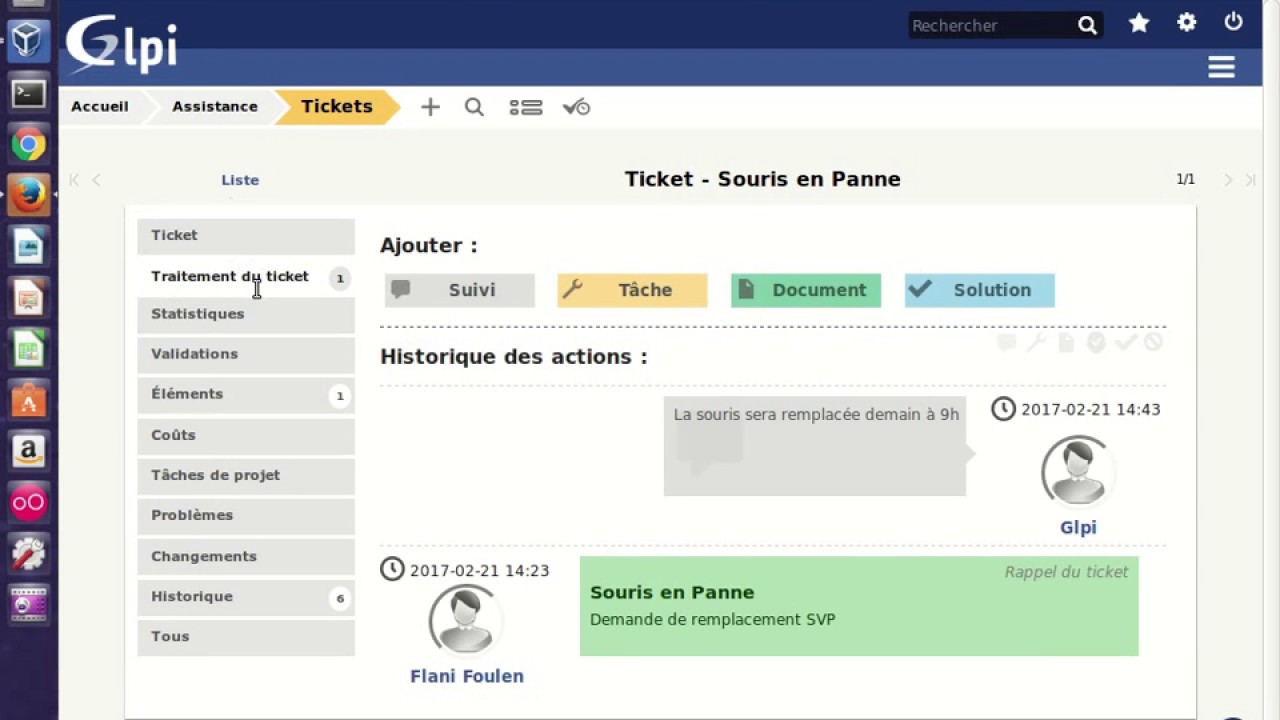 Glpi
Rechercher
Accueil
Assistance
Tickets
Liste
Ticket - Souris en Panne
1/1
Ticket
Traitement du ticket 1
Statistiques
Validations
Éléments 1
Coûts
Tâches de projet
Problèmes
Changements
Historique 6
Tous
Ajouter :
Suivi
Tâche
Document
Solution
Historique des actions :
La souris sera remplacée demain à 9h
2017-02-21 14:43
Glpi
2017-02-21 14:23
Flani Foulen
Rappel du ticket
Souris en Panne
Demande de remplacement SVP